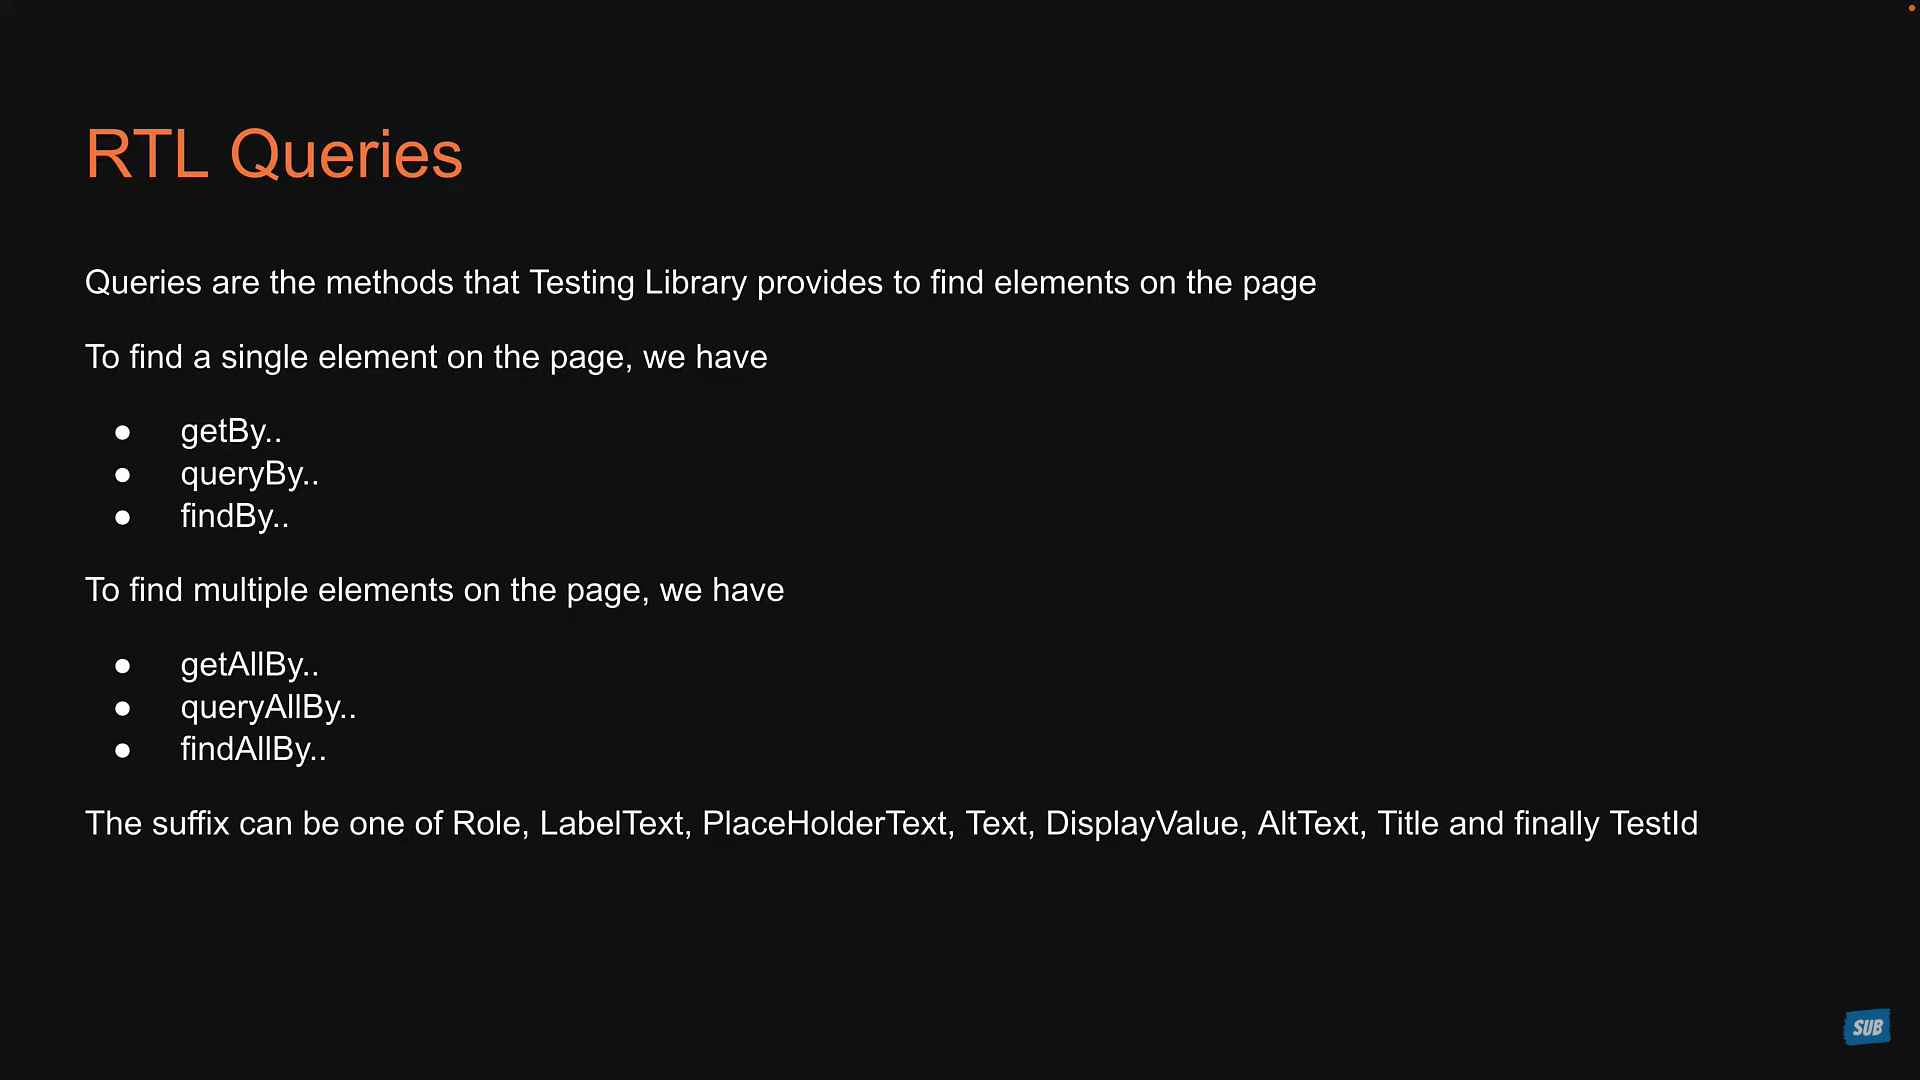 RTL Queries
Queries are the methods that Testing Library provides to find elements on the page
To find a single element on the page, we have
● getBy..
● queryBy..
● findBy..
To find multiple elements on the page, we have
● getAllBy..
● queryAllBy..
● findAllBy..
The suffix can be one of Role, LabelText, PlaceHolderText, Text, DisplayValue, AltText, Title and finally TestId
SUB